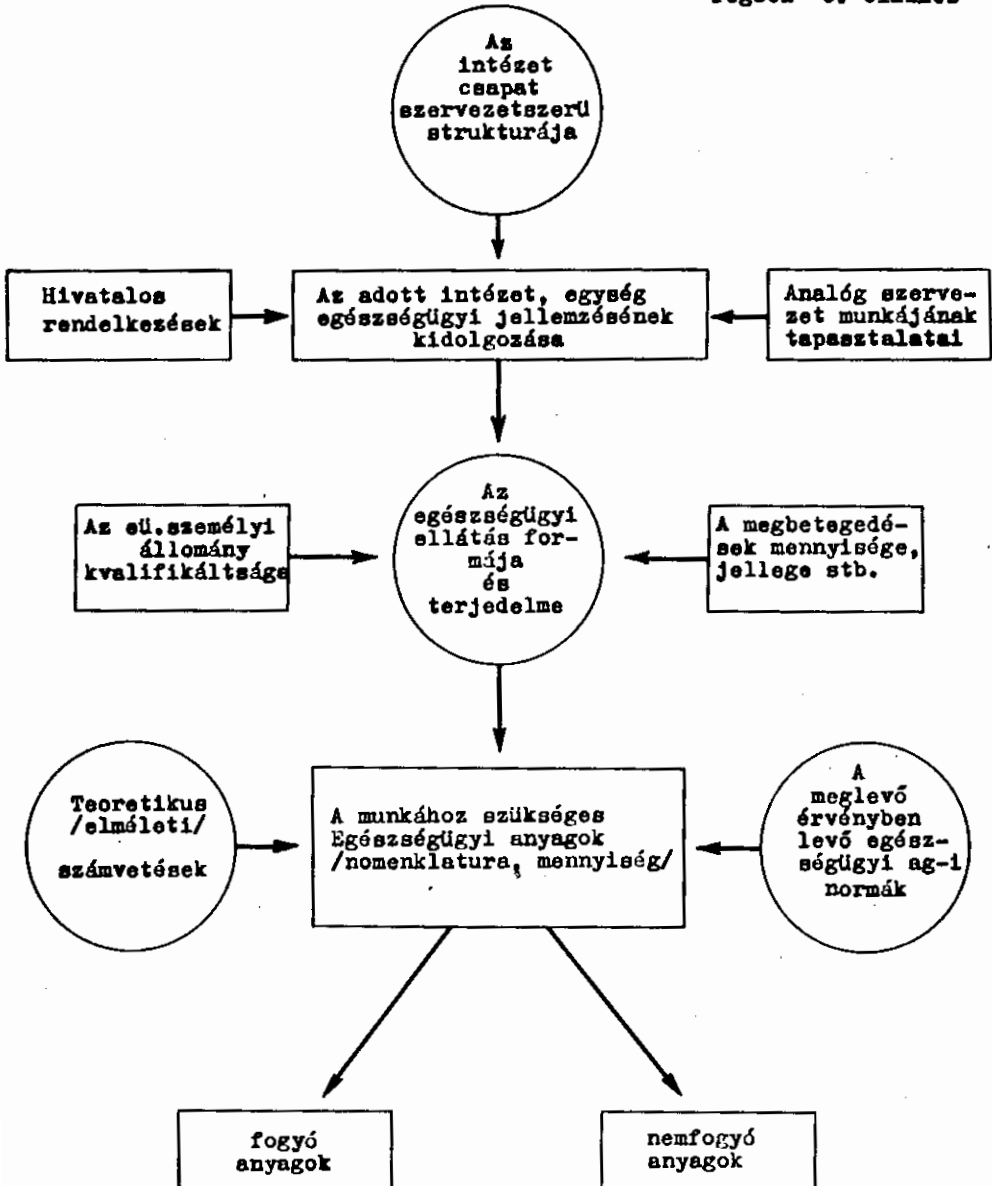 Az
intézet
csapat
szervezetszerü
strukturája
Hivatalos
rendelkezések
Az adott intézet, egység
egészségügyi jellemzésének
kidolgozása
Analóg szerve-
zet munkájának
tapasztalatai
Az eü.személyi
állomány
kvalifikáltsága
Az
egészségügyi
ellátás for-
mája
és
terjedelme
A megbetegedé-
sek mennyisége,
jellege stb.
Teoretikus
/elméleti/
számvetések
A munkához szükséges
Egészségügyi anyagok
/nomenklatura, mennyiség/
A
meglevő
érvényben
levő egész-
ségügyi ag-i
normák
fogyó
anyagok
nemfogyó
anyagok